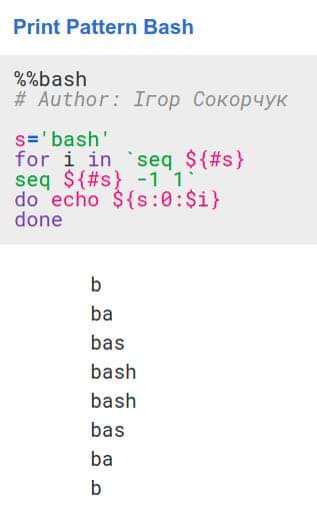 Print Pattern Bash
%%bash
# Author: Ігор Сокорчук
s='bash'
for i in `seq ${#s}
seq ${#s} -1 1`
do echo ${s:0:$i}
done
b
ba
bas
bash
bash
bas
ba
b